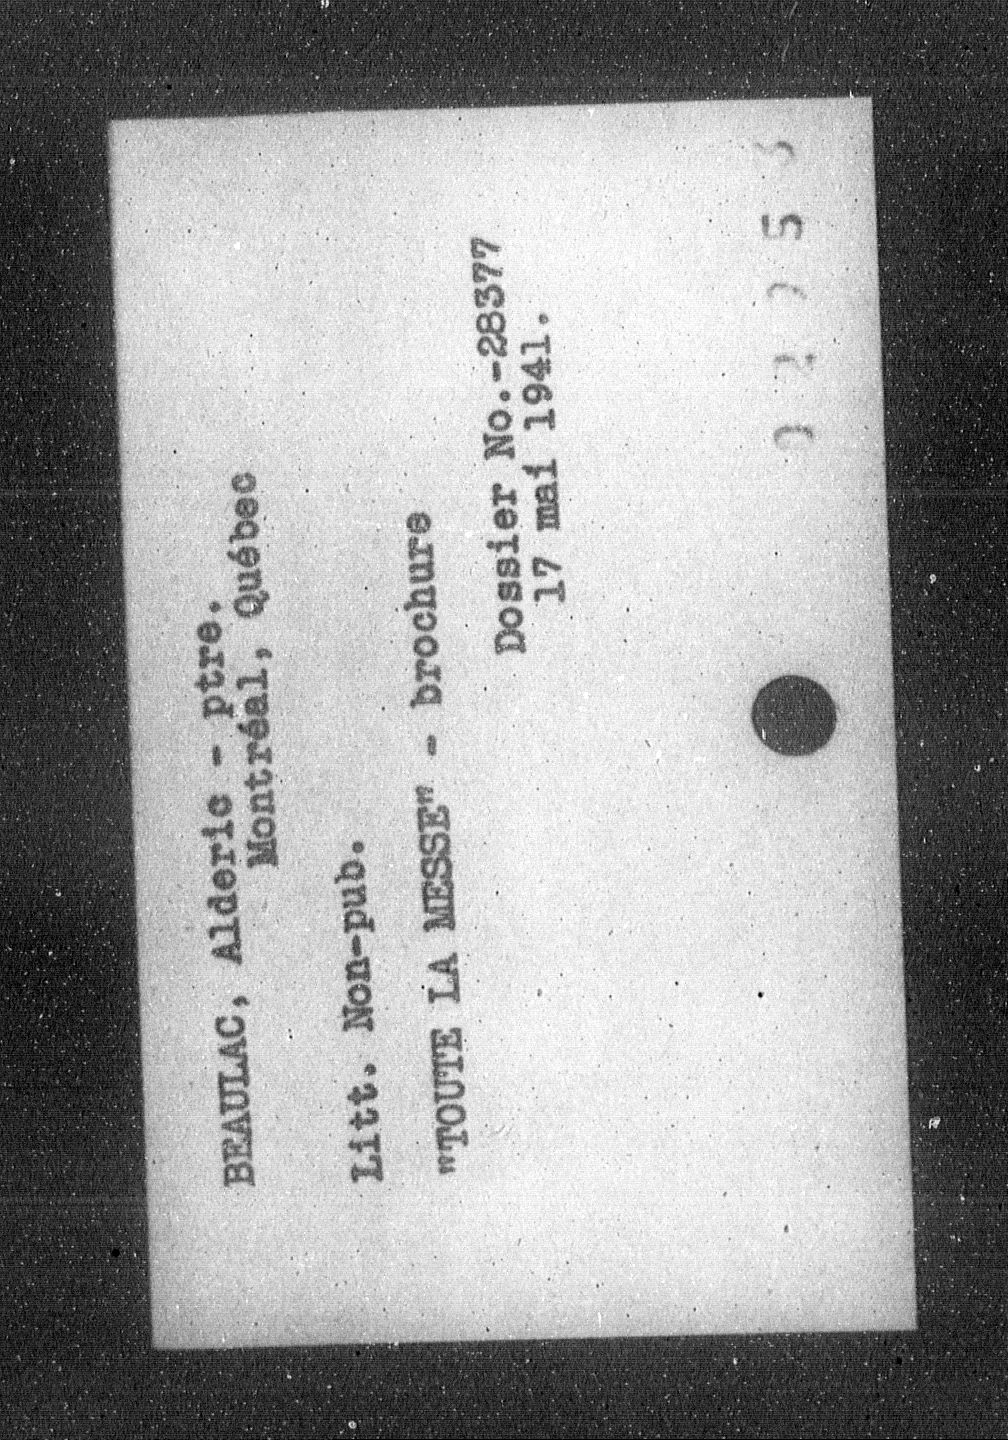 BEAULAC, Alderic - ptre.
Montréal, Québec
Litt. Non-pub.
"TOUTE LA MESSE" - brochure
Dossier No.-28377
17 mai 1941.